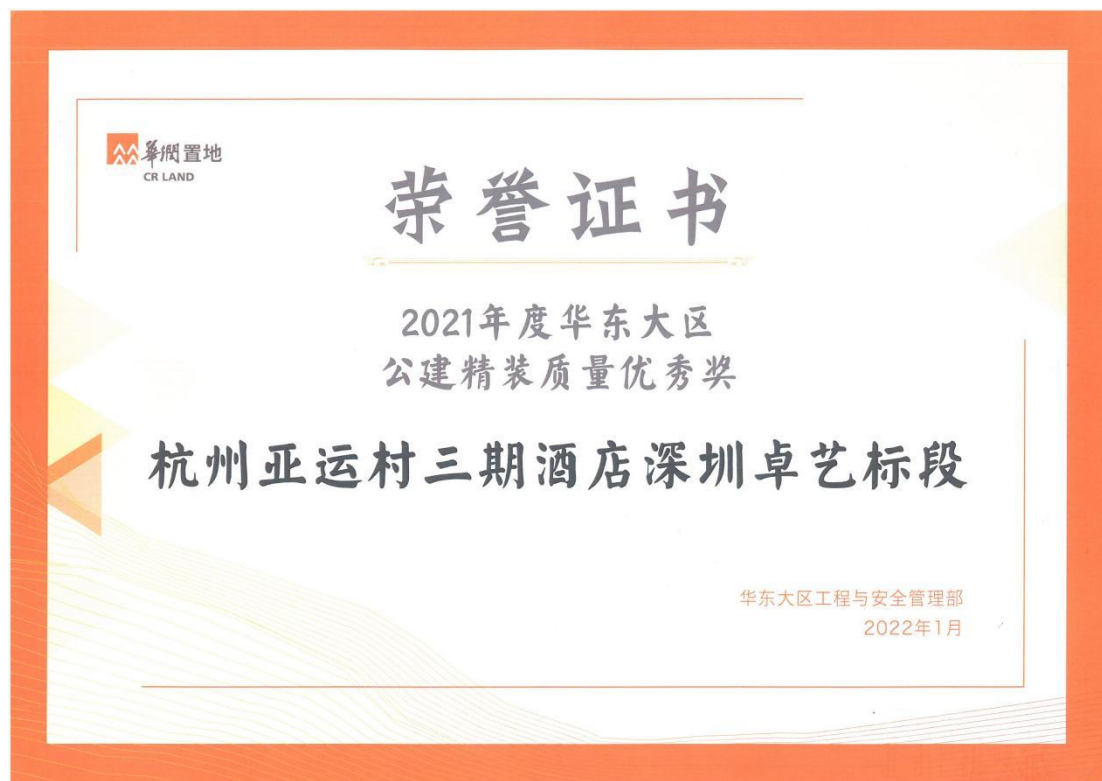 華潤置地
CR LAND
荣誉证书
2021年度华东大区
公建精装质量优秀奖
杭州亚运村三期酒店深圳卓艺标段
华东大区工程与安全管理部
2022年1月